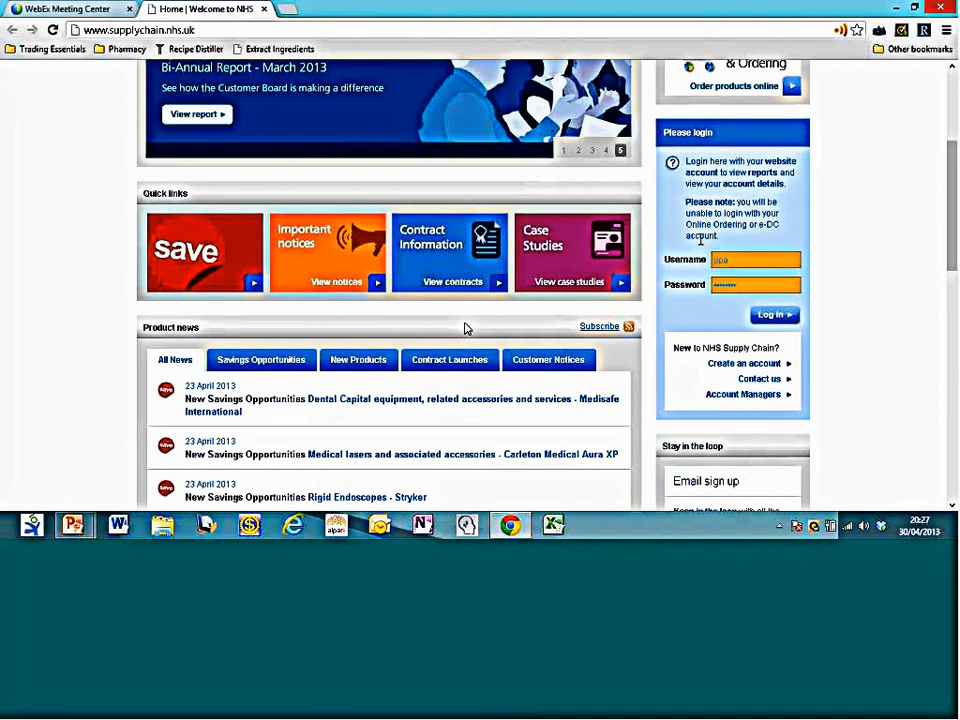 WebEx Meeting Center
Home | Welcome to NHS
www.supplychain.nhs.uk
Trading Essentials
Pharmacy
Recipe Distiller
Extract Ingredients
Other bookmarks
Bi-Annual Report - March 2013
See how the Customer Board is making a difference
View report
1 2 3 4 5
& Ordering
Order products online
Please login
Login here with your website
account to view reports and
view your account details.
Please note: you will be
unable to login with your
Online Ordering or e-DC
account.
Username
Password
Log in
New to NHS Supply Chain?
Create an account
Contact us
Account Managers
Quick links
save
Important
notices
View notices
Contract
Information
View contracts
Case
Studies
View case studies
Product news
Subscribe
All News
Savings Opportunities
New Products
Contract Launches
Customer Notices
23 April 2013
New Savings Opportunities Dental Capital equipment, related accessories and services - Medisafe
International
23 April 2013
New Savings Opportunities Medical lasers and associated accessories - Carleton Medical Aura XP
23 April 2013
New Savings Opportunities Rigid Endoscopes - Stryker
Stay in the loop
Email sign up
alpari
20:27
30/04/2013